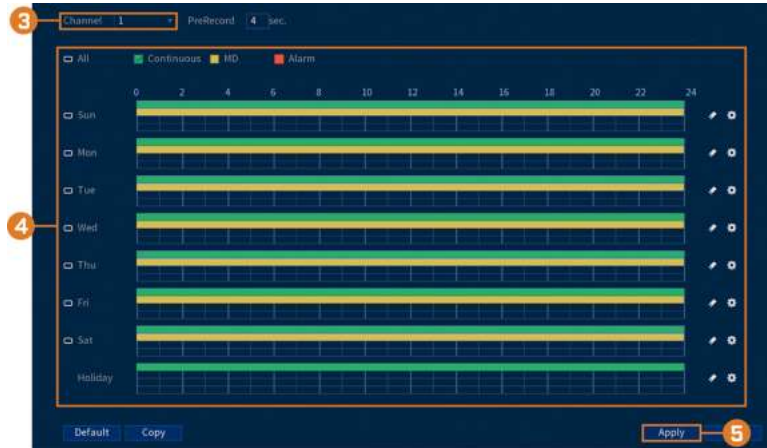 3 Channel 1 PreRecord 4 sec.
All Continuous MD Alarm
0 2 4 6 8 10 12 14 16 18 20 22 24
Sun
Mon
Tue
4 Wed
Thu
Fri
Sat
Holiday
Default Copy Apply 5